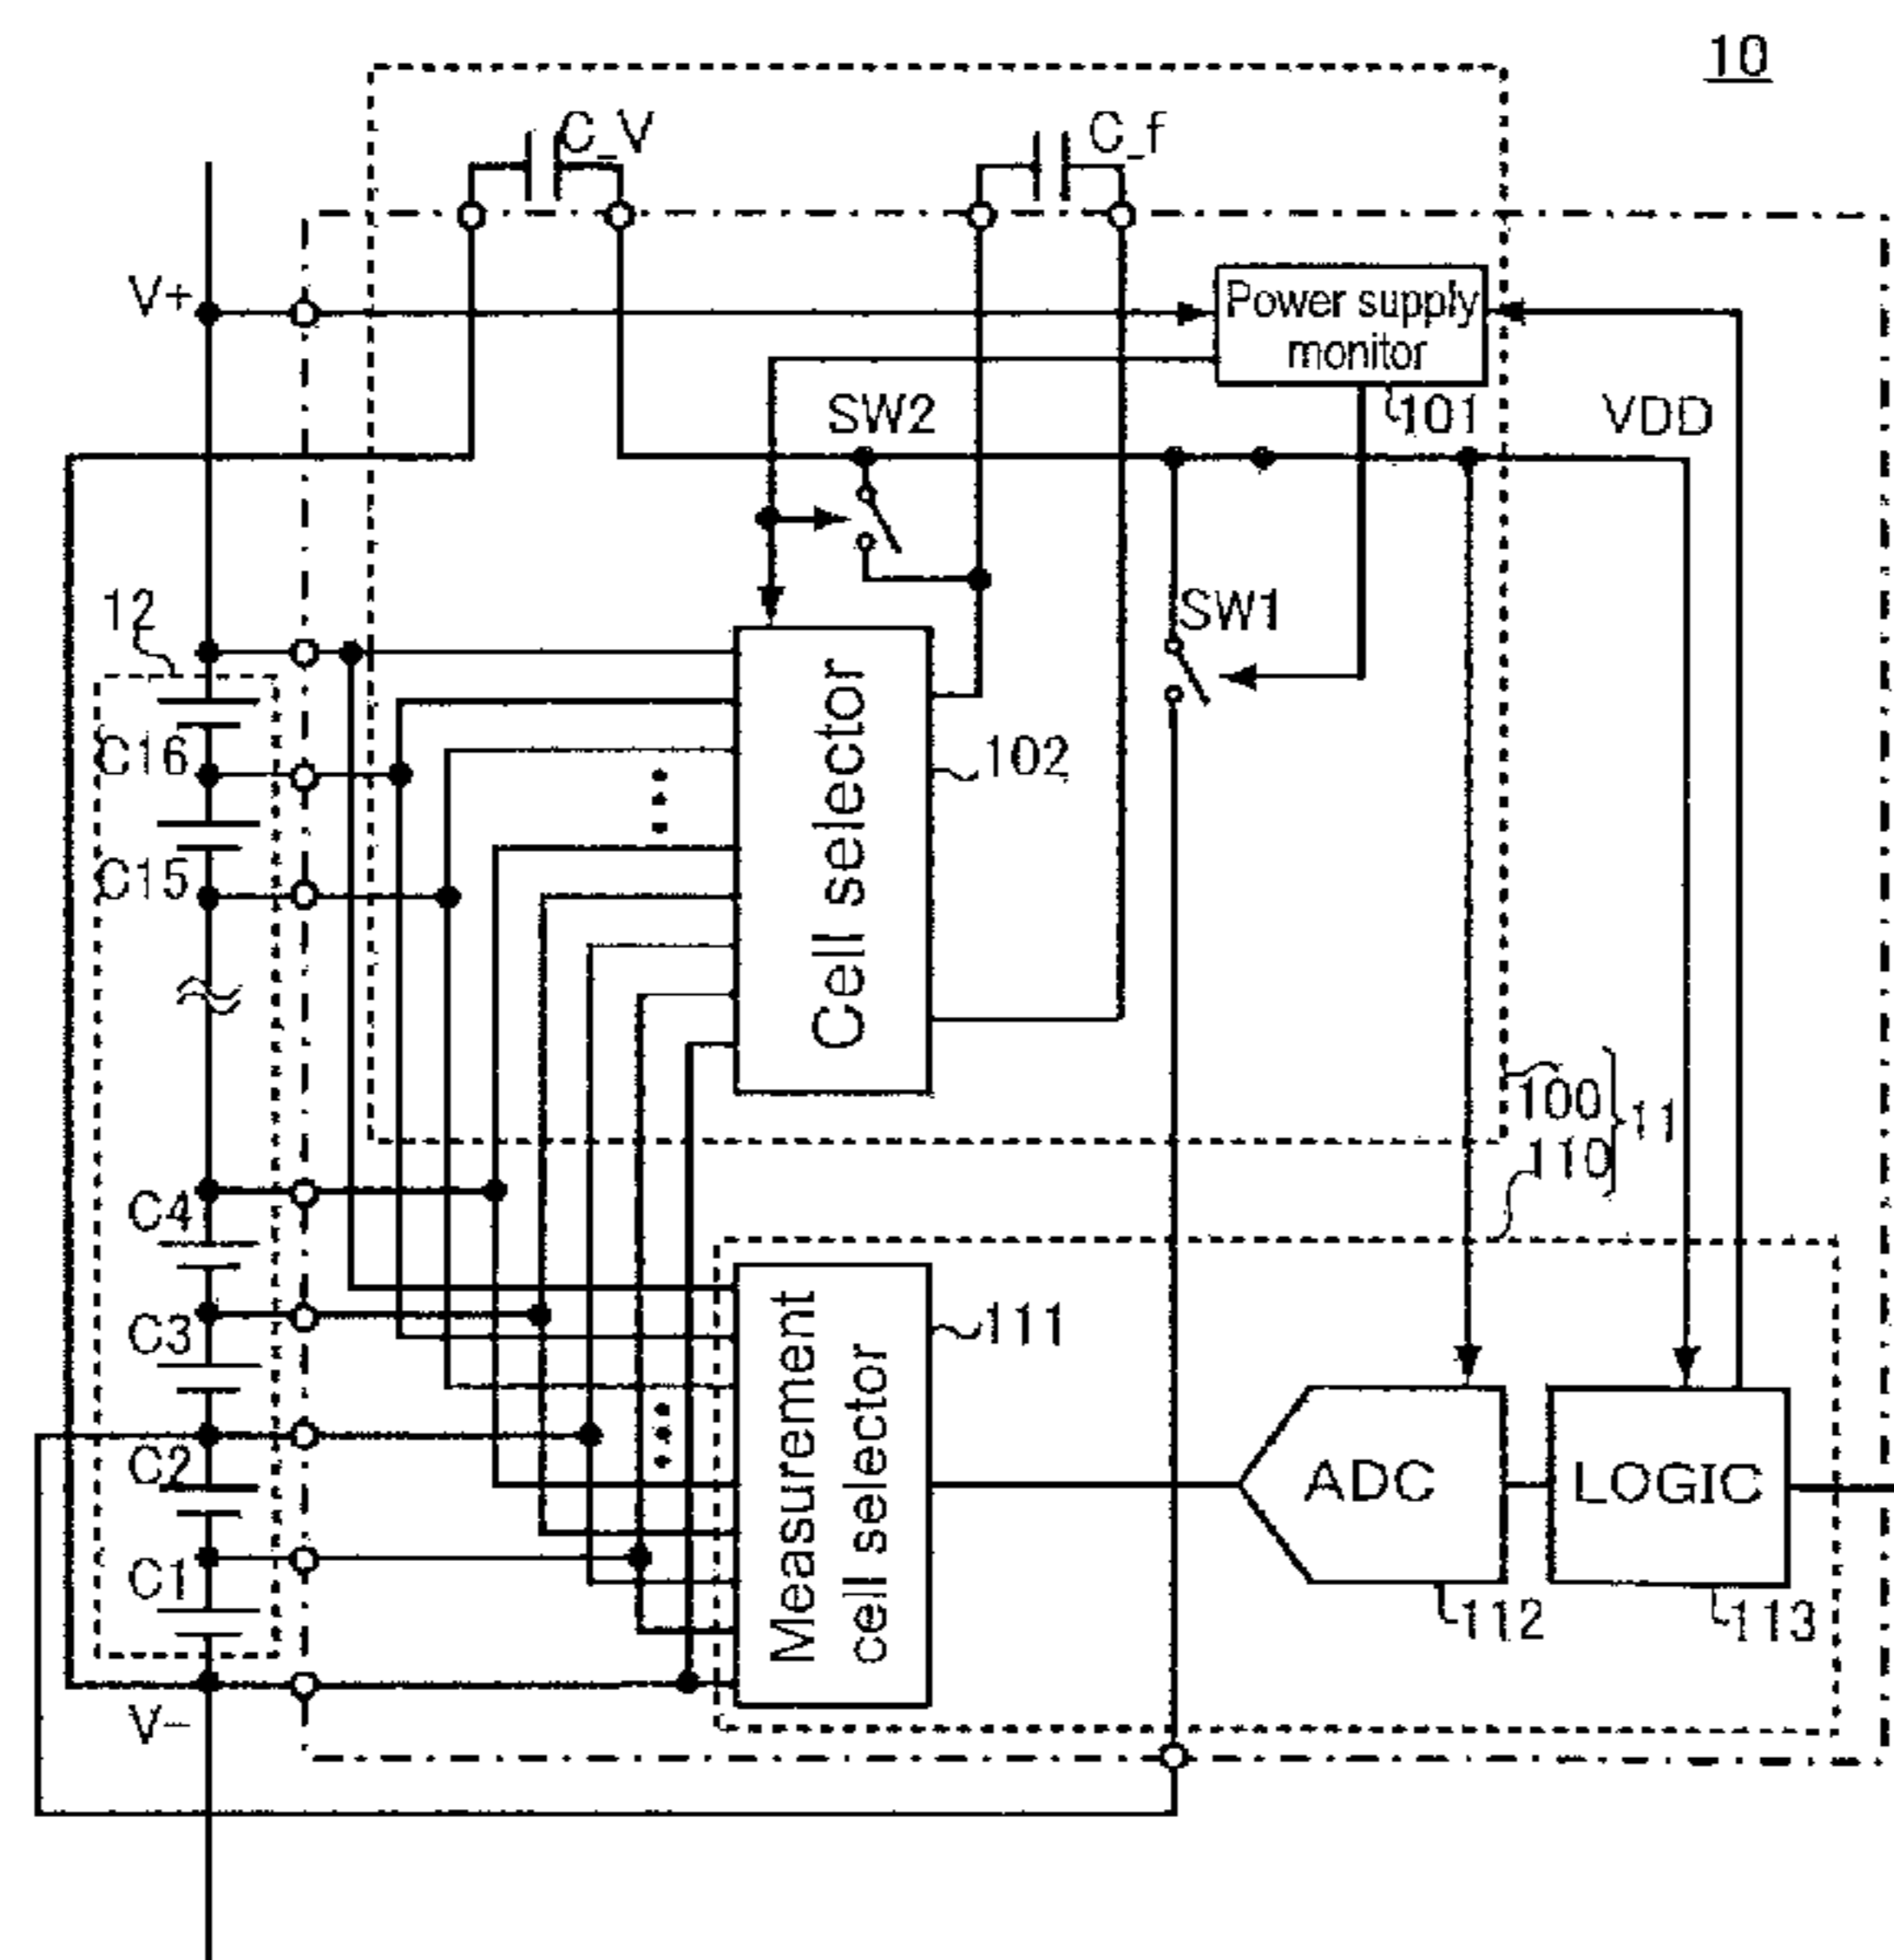 10
C_V
C_f
V+
Power supply
monitor
101
VDD
SW2
12
SW1
C16
102
C15
Cell selector
100
11
110
C4
C3
111
Measurement
cell selector
C2
ADC
LOGIC
C1
112
113
V-